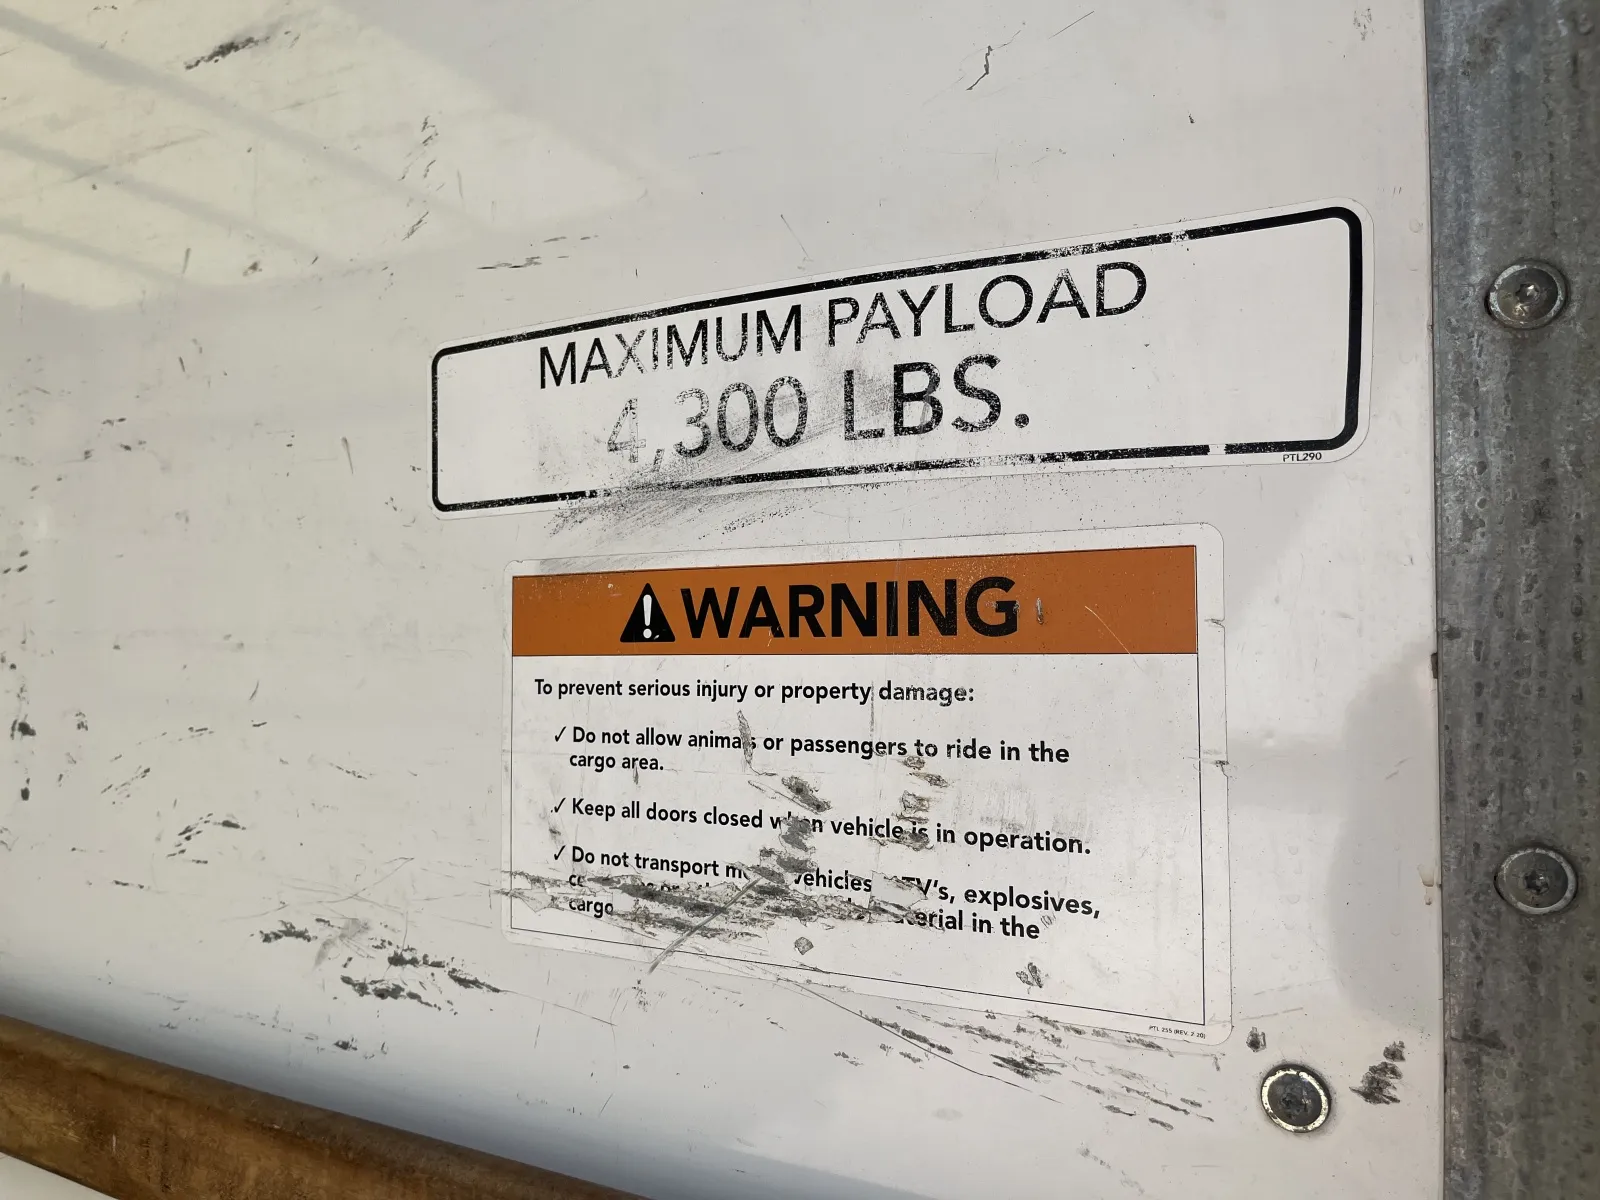 MAXIMUM PAYLOAD
4,300 LBS.
PTL290
WARNING
To prevent serious injury or property damage:
✓ Do not allow animals or passengers to ride in the
cargo area.
✓ Keep all doors closed when vehicle is in operation.
✓ Do not transport vehicles ATV's, explosives,
material in the
cargo
PTL 255 (REV. 7-20)